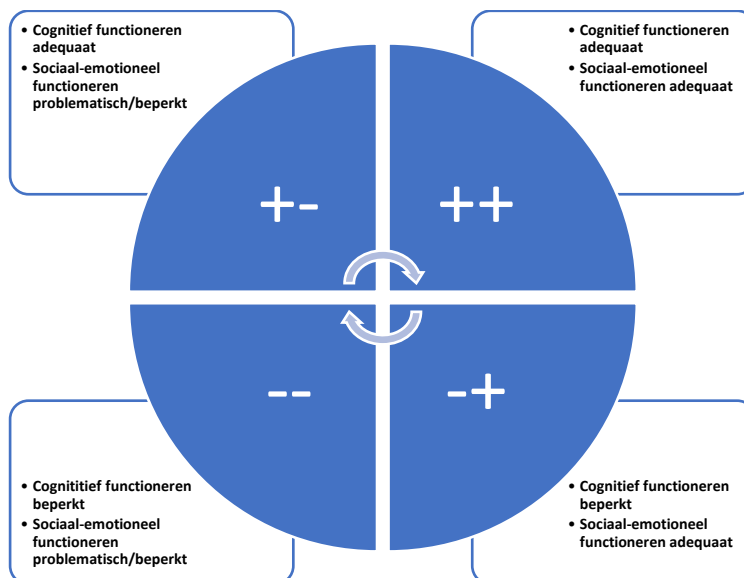 • Cognitief functioneren
adequaat
• Sociaal-emotioneel
functioneren
problematisch/beperkt
• Cognitief functioneren
adequaat
• Sociaal-emotioneel
functioneren adequaat
+-
++
--
-+
• Cognititief functioneren
beperkt
• Sociaal-emotioneel
functioneren
problematisch/beperkt
• Cognitief functioneren
beperkt
• Sociaal-emotioneel
functioneren adequaat